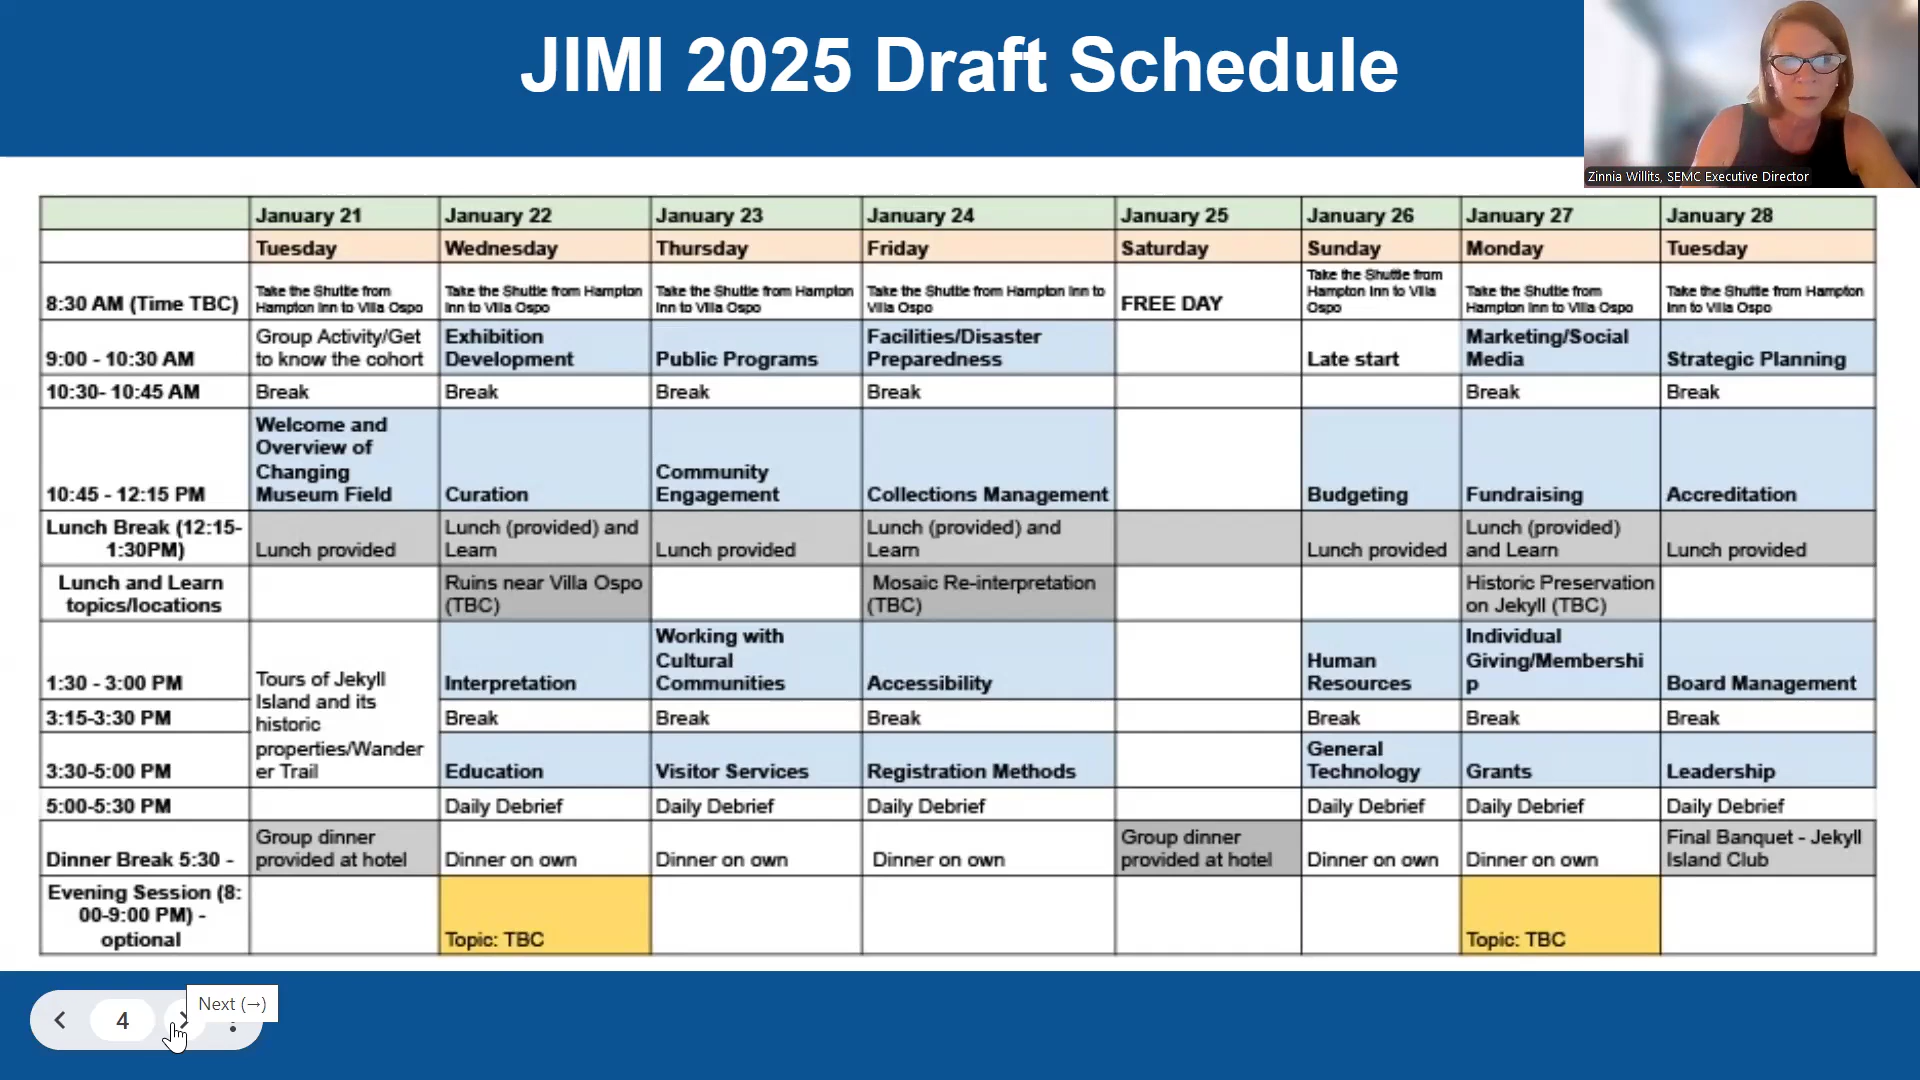 JIMI 2025 Draft Schedule
Zinnia Willits, SEMC Executive Director
January 21 January 22 January 23 January 24 January 25 January 26 January 27 January 28
Tuesday Wednesday Thursday Friday Saturday Sunday Monday Tuesday
8:30 AM (Time TBC)
Take the Shuttle from
Hampton Inn to Villa Ospo
Take the Shuttle from Hampton
Inn to Villa Ospo
Take the Shuttle from Hampton
Inn to Villa Ospo
Take the Shuttle from Hampton Inn to
Villa Ospo
FREE DAY
Take the Shuttle from
Hampton Inn to Villa
Ospo
Take the Shuttle from
Hampton Inn to Villa Ospo
Take the Shuttle from Hampton
Inn to Villa Ospo
9:00 - 10:30 AM
Group Activity/Get
to know the cohort
Exhibition
Development
Public Programs
Facilities/Disaster
Preparedness
Late start
Marketing/Social
Media
Strategic Planning
10:30- 10:45 AM Break Break Break Break Break Break
10:45 - 12:15 PM
Welcome and
Overview of
Changing
Museum Field
Curation
Community
Engagement
Collections Management
Budgeting
Fundraising
Accreditation
Lunch Break (12:15-
1:30PM)
Lunch provided
Lunch (provided) and
Learn
Lunch provided
Lunch (provided) and
Learn
Lunch provided
Lunch (provided)
and Learn
Lunch provided
Lunch and Learn
topics/locations
Ruins near Villa Ospo
(TBC)
Mosaic Re-interpretation
(TBC)
Historic Preservation
on Jekyll (TBC)
1:30 - 3:00 PM
Tours of Jekyll
Island and its
historic
properties/Wander
er Trail
Interpretation
Working with
Cultural
Communities
Accessibility
Human
Resources
Individual
Giving/Membershi
p
Board Management
3:15-3:30 PM Break Break Break Break Break Break
3:30-5:00 PM
Education
Visitor Services
Registration Methods
General
Technology
Grants
Leadership
5:00-5:30 PM Daily Debrief Daily Debrief Daily Debrief Daily Debrief Daily Debrief Daily Debrief
Dinner Break 5:30 -
Group dinner
provided at hotel
Dinner on own
Dinner on own
Dinner on own
Group dinner
provided at hotel
Dinner on own
Dinner on own
Final Banquet - Jekyll
Island Club
Evening Session (8:
00-9:00 PM) -
optional
Topic: TBC
Topic: TBC
4
Next (→)